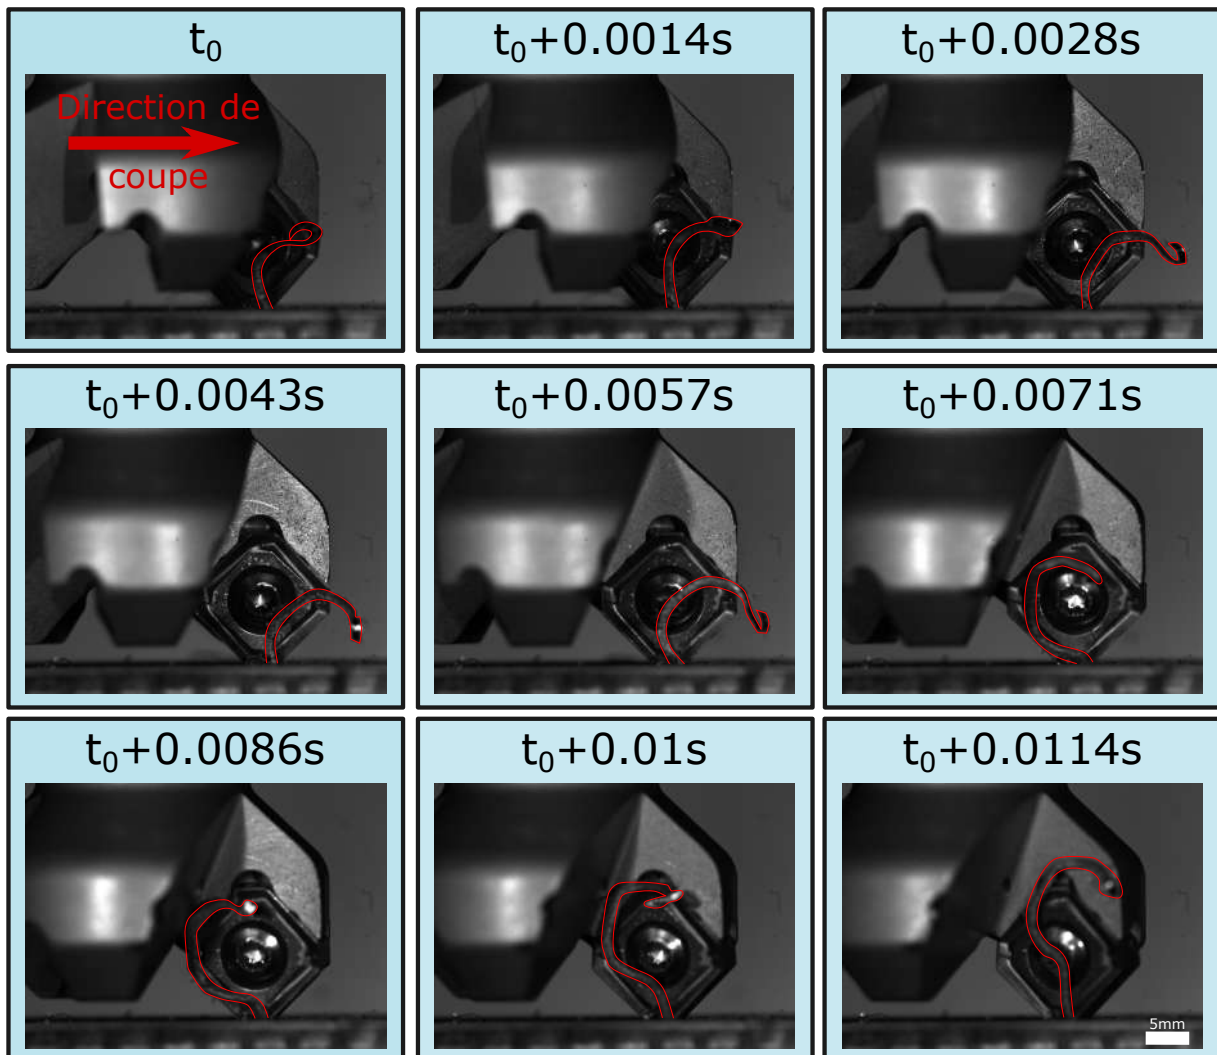 t₀
t₀+0.0014s
t₀+0.0028s
Direction de
coupe
t₀+0.0043s
t₀+0.0057s
t₀+0.0071s
t₀+0.0086s
t₀+0.01s
t₀+0.0114s
5mm